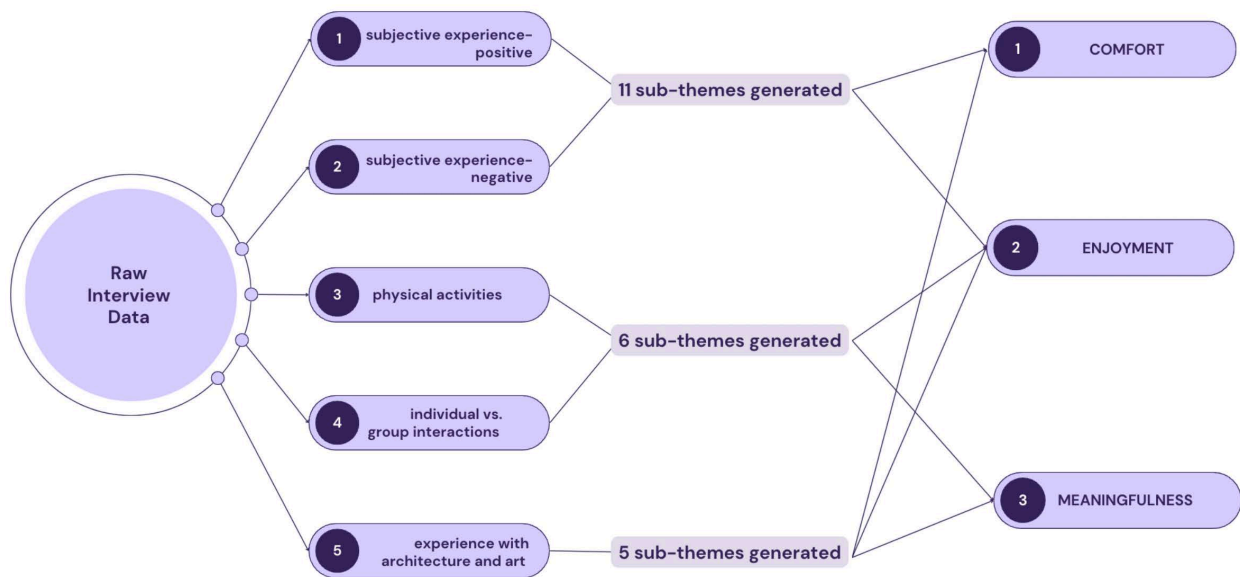 Raw
Interview
Data
1
subjective experience-
positive
2
subjective experience-
negative
3
physical activities
4
individual vs.
group interactions
5
experience with
architecture and art
11 sub-themes generated
6 sub-themes generated
5 sub-themes generated
1
COMFORT
2
ENJOYMENT
3
MEANINGFULNESS